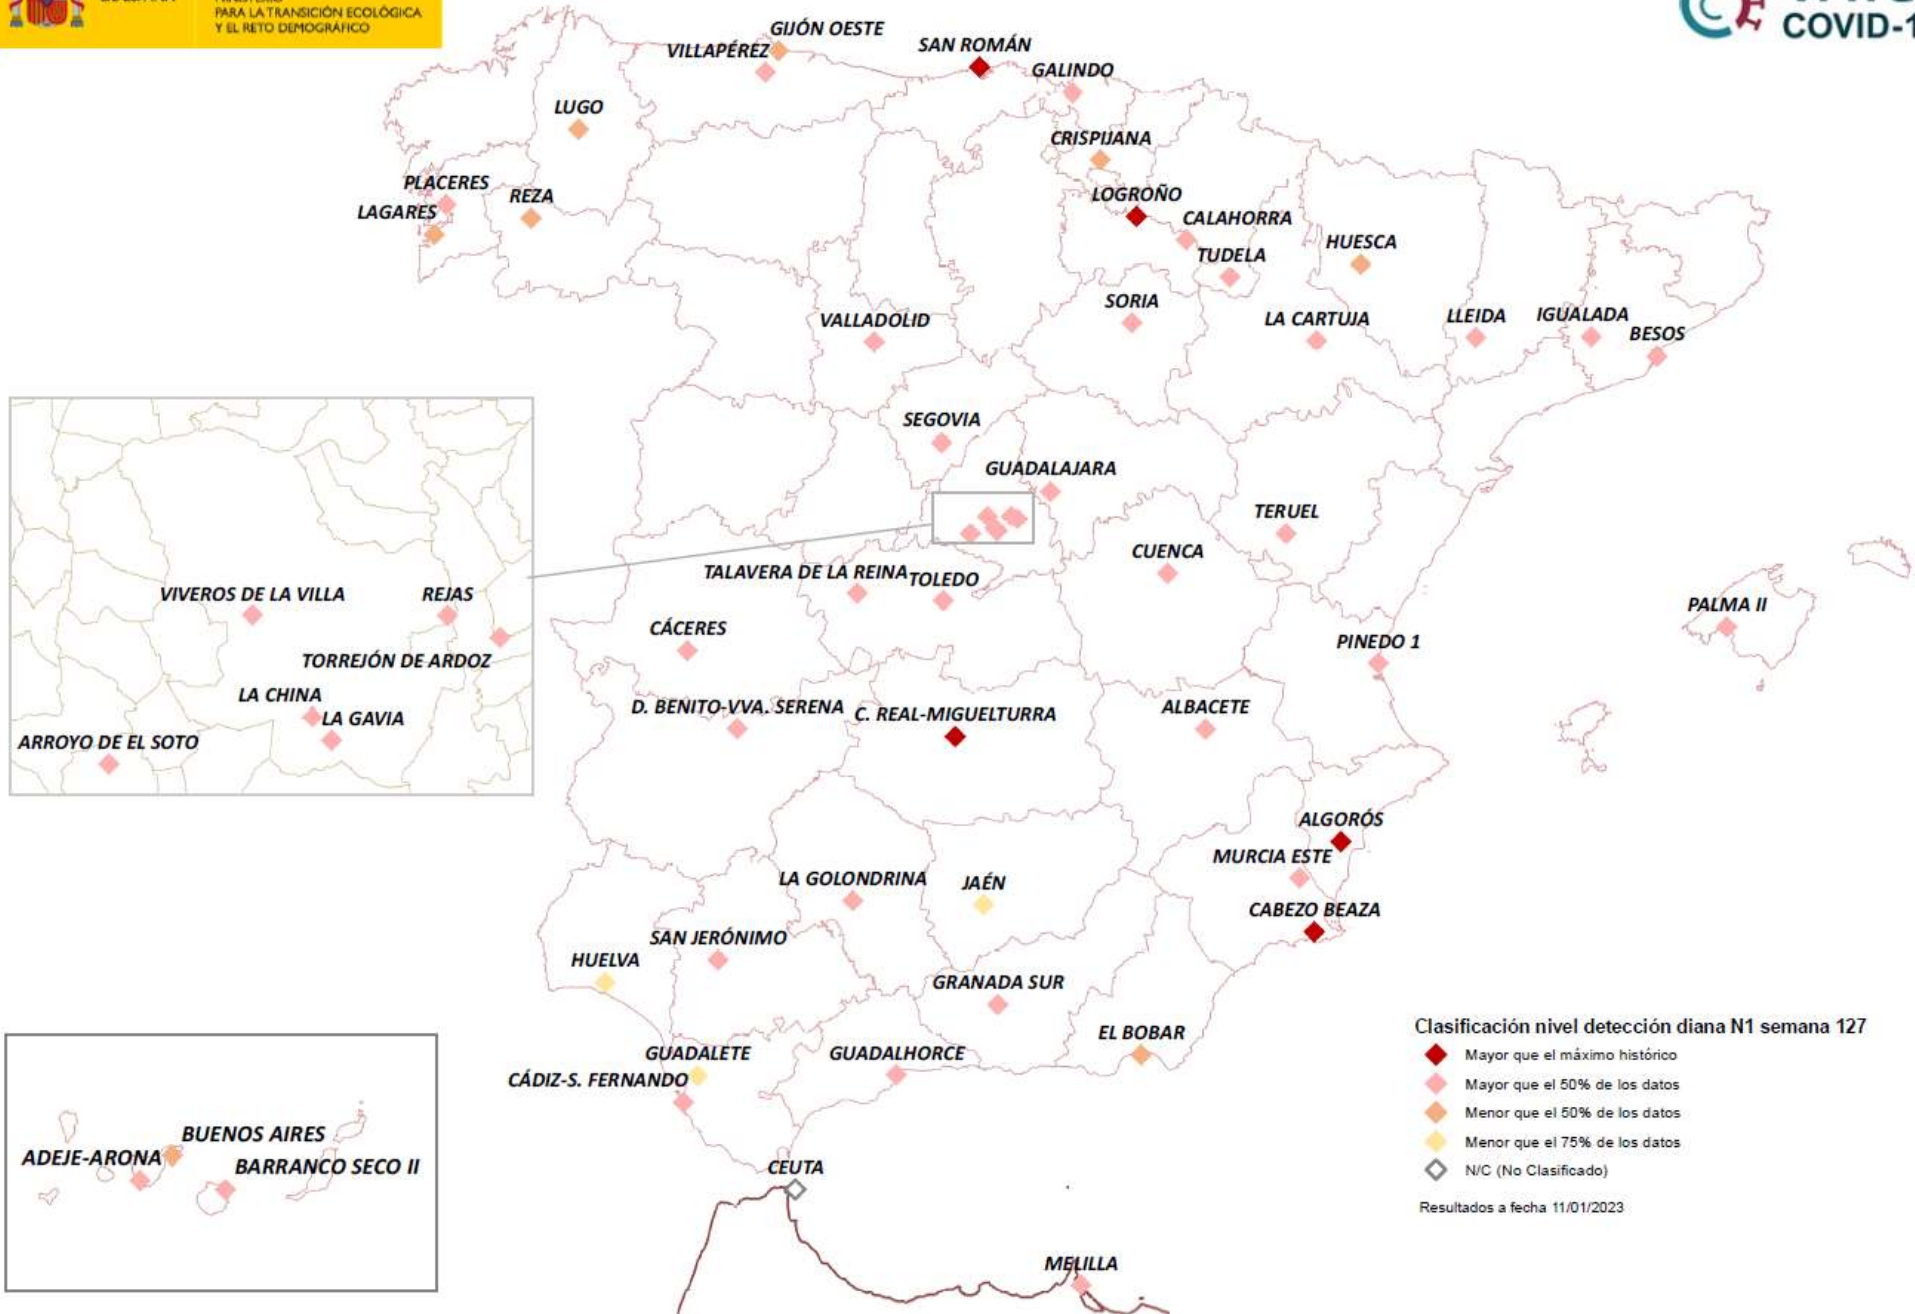 PARA LA TRANSICIÓN ECOLÓGICA
Y EL RETO DEMOGRÁFICO
COVID-1
GIJÓN OESTE
VILLAPÉREZ
SAN ROMÁN
GALINDO
LUGO
CRISPIJANA
PLACERES
REZA
LOGROÑO
LAGARES
CALAHORRA
HUESCA
TUDELA
SORIA
VALLADOLID
LA CARTUJA
LLEIDA
IGUALADA
BESOS
SEGOVIA
GUADALAJARA
TERUEL
CUENCA
TALAVERA DE LA REINA
TOLEDO
VIVEROS DE LA VILLA
REJAS
PALMA II
CÁCERES
PINEDO 1
TORREJÓN DE ARDOZ
LA CHINA
LA GAVIA
D. BENITO-VVA. SERENA
C. REAL-MIGUELTURRA
ALBACETE
ARROYO DE EL SOTO
ALGORÓS
MURCIA ESTE
LA GOLONDRINA
JAÉN
CABEZO BEAZA
SAN JERÓNIMO
HUELVA
GRANADA SUR
EL BOBAR
GUADALETE
GUADALHORCE
CÁDIZ-S. FERNANDO
BUENOS AIRES
ADEJE-ARONA
BARRANCO SECO II
CEUTA
MELILLA
Clasificación nivel detección diana N1 semana 127
Mayor que el máximo histórico
Mayor que el 50% de los datos
Menor que el 50% de los datos
Menor que el 75% de los datos
N/C (No Clasificado)
Resultados a fecha 11/01/2023